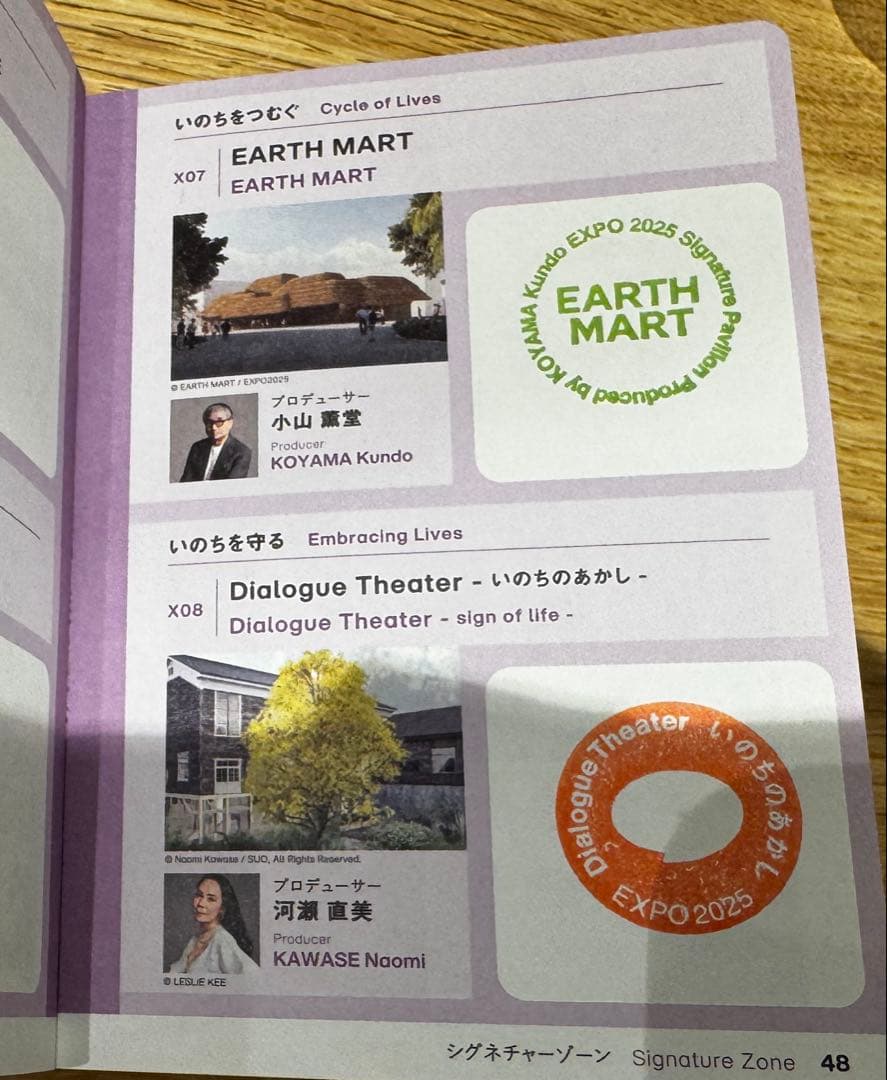 いのちをつむぐ Cycle of Lives
X07
EARTH MART
EARTH MART
© EARTH MART / EXPO2025
プロデューサー
小山 薫堂
Producer
KOYAMA Kundo
EXPO 2025 Signature Pavilion Produced by KOYAMA Kundo
EARTH
MART
いのちを守る Embracing Lives
X08
Dialogue Theater - いのちのあかし -
Dialogue Theater - sign of life -
© Naomi Kawase / SUO, All Rights Reserved.
プロデューサー
河瀨 直美
Producer
KAWASE Naomi
© LESLIE KEE
Dialogue Theater いのちのあかし
EXPO 2025
シグネチャーゾーン Signature Zone 48